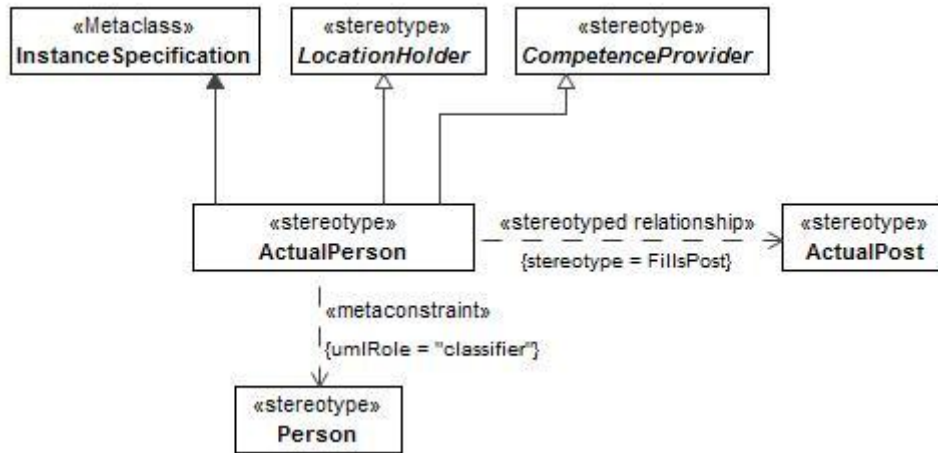 «Metaclass»
InstanceSpecification
«stereotype»
LocationHolder
«stereotype»
CompetenceProvider
«stereotype»
ActualPerson
«stereotyped relationship»
{stereotype = FillsPost}
«stereotype»
ActualPost
«metaconstraint»
{umlRole = "classifier"}
«stereotype»
Person